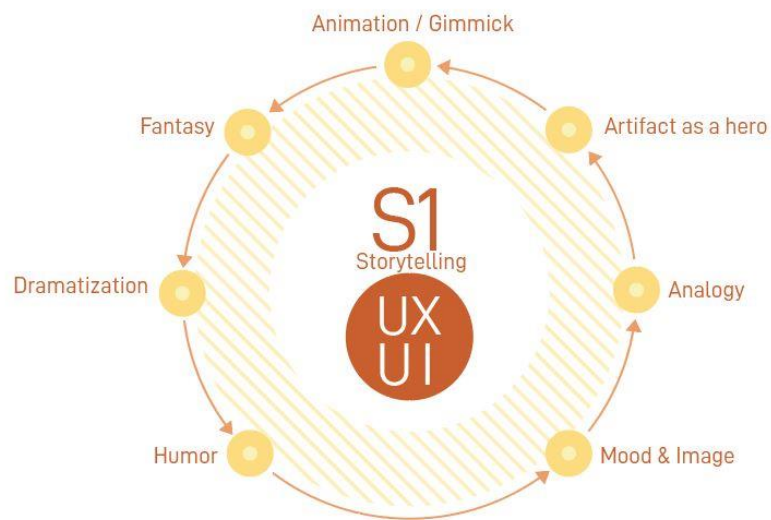 Animation / Gimmick
Fantasy
Artifact as a hero
S1
Storytelling
Dramatization
Analogy
UX
UI
Humor
Mood & Image